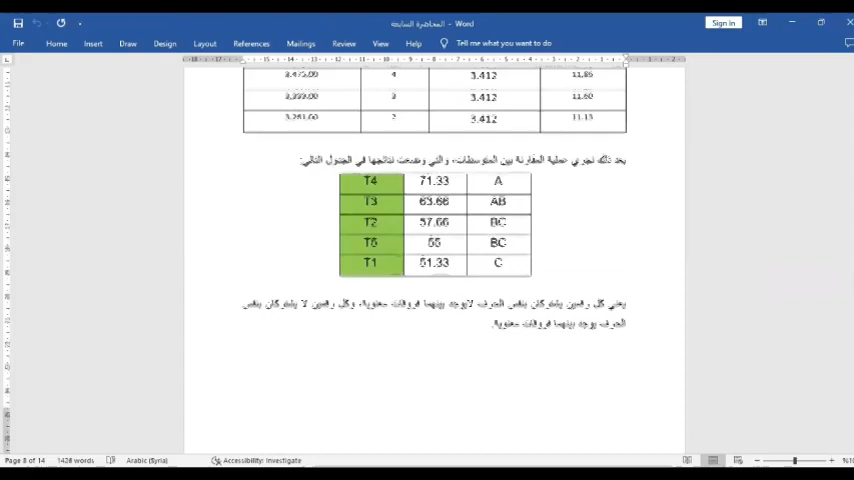 المحاضرة السابعة - Word
Sign in
File Home Insert Draw Design Layout References Mailings Review View Help Tell me what you want to do
3.475.00 4 3.412 11.86
3 3.412 11.60
2 3.412 11.13
بعد ذلك نجري عملية المقارنة بين المتوسطات، والتي وضعت نتائجها في الجدول التالي:
T4 71.33 A
T3 63.66 AB
T2 57.66 BC
T5 55 BC
T1 51.33 C
يعني كل رقمين يشتركان بنفس الحرف لايوجد بينهما فروقات معنوية، وكل رقمين لا يشتركان بنفس
الحرف يوجد بينهما فروقات معنوية.
Page 8 of 14 1428 words Arabic (Syria) Accessibility: Investigate